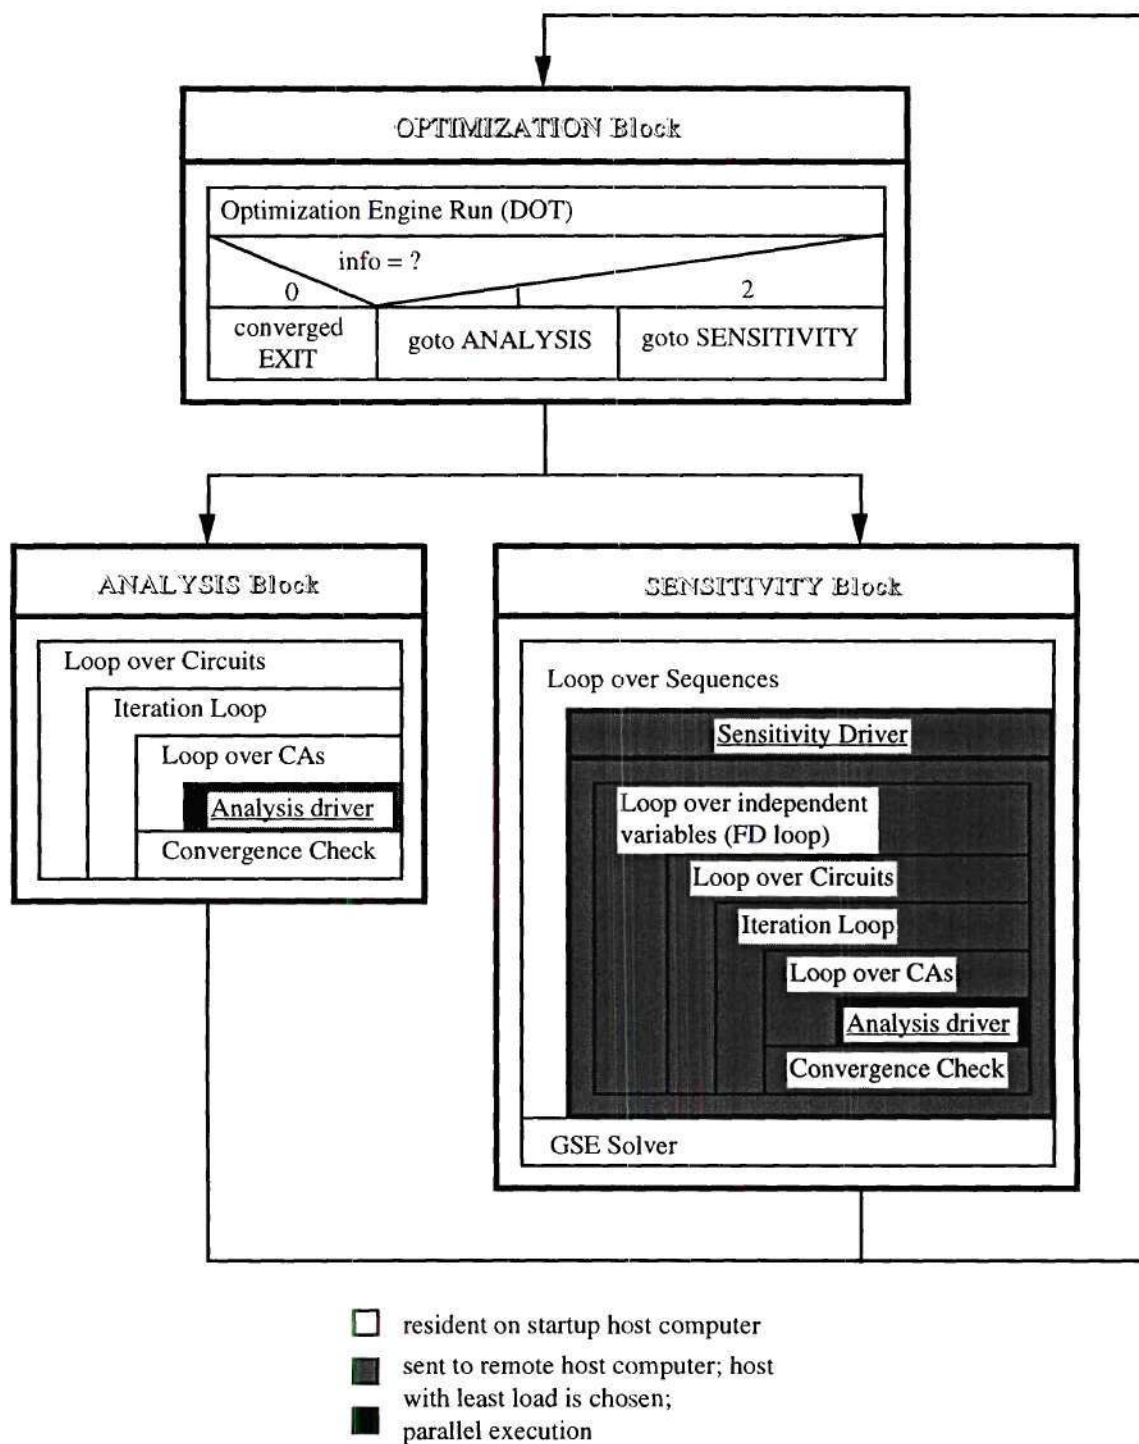 OPTIMIZATION Block
Optimization Engine Run (DOT)
info = ?
0
2
converged
EXIT
goto ANALYSIS
goto SENSITIVITY
ANALYSIS Block
Loop over Circuits
Iteration Loop
Loop over CAs
Analysis driver
Convergence Check
SENSITIVITY Block
Loop over Sequences
Sensitivity Driver
Loop over independent
variables (FD loop)
Loop over Circuits
Iteration Loop
Loop over CAs
Analysis driver
Convergence Check
GSE Solver
resident on startup host computer
sent to remote host computer; host
with least load is chosen;
parallel execution